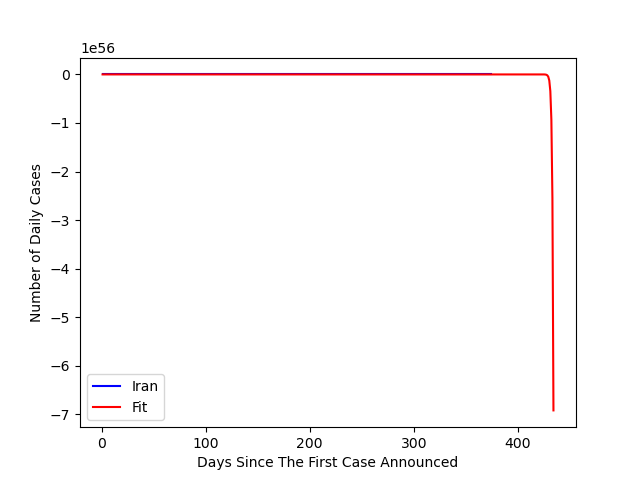 1e56
0
−1
−2
−3
−4
−5
−6
−7
Number of Daily Cases
Iran
Fit
0 100 200 300 400
Days Since The First Case Announced